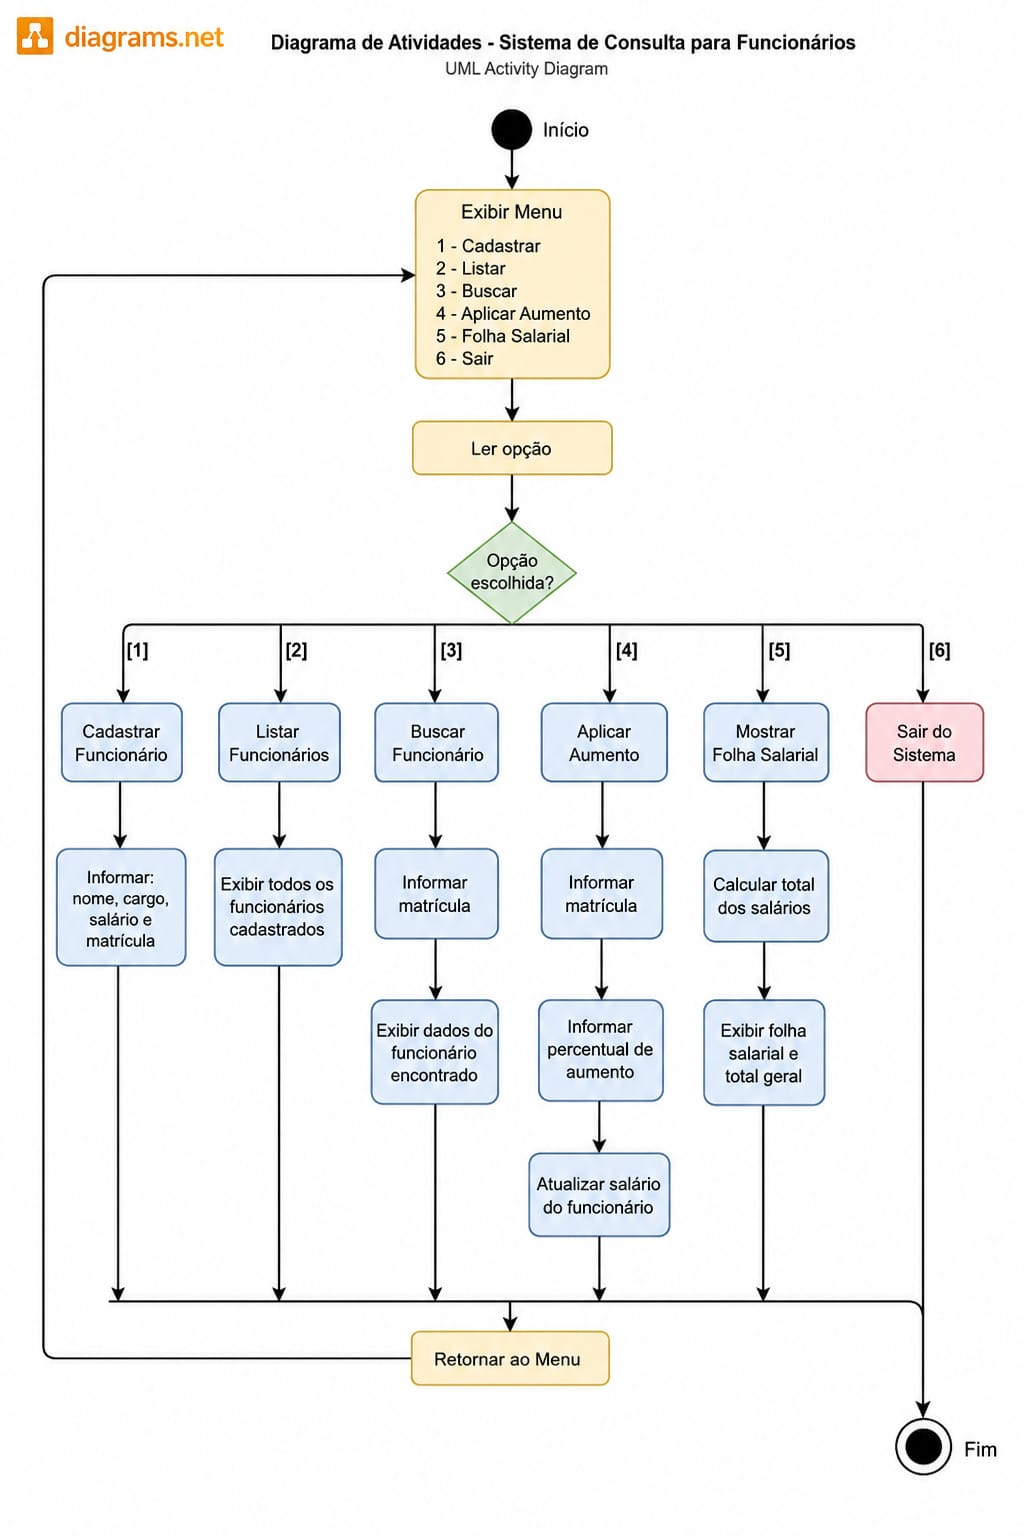 diagrams.net
Diagrama de Atividades - Sistema de Consulta para Funcionários
UML Activity Diagram
Início
Exibir Menu
1 - Cadastrar
2 - Listar
3 - Buscar
4 - Aplicar Aumento
5 - Folha Salarial
6 - Sair
Ler opção
Opção
escolhida?
[1]
[2]
[3]
[4]
[5]
[6]
Cadastrar
Funcionário
Listar
Funcionários
Buscar
Funcionário
Aplicar
Aumento
Mostrar
Folha Salarial
Sair do
Sistema
Informar:
nome, cargo,
salário e
matrícula
Exibir todos os
funcionários
cadastrados
Informar
matrícula
Informar
matrícula
Calcular total
dos salários
Exibir dados do
funcionário
encontrado
Informar
percentual de
aumento
Exibir folha
salarial e
total geral
Atualizar salário
do funcionário
Retornar ao Menu
Fim